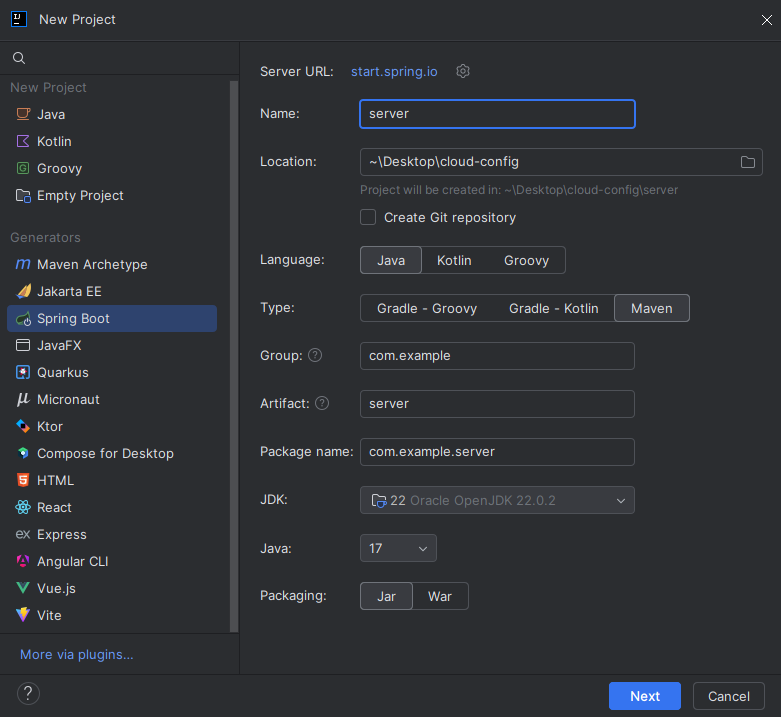 New Project
New Project
Java
Kotlin
Groovy
Empty Project
Generators
Maven Archetype
Jakarta EE
Spring Boot
JavaFX
Quarkus
Micronaut
Ktor
Compose for Desktop
HTML
React
Express
Angular CLI
Vue.js
Vite
More via plugins...
Server URL: start.spring.io
Name: server
Location: ~\Desktop\cloud-config
Project will be created in: ~\Desktop\cloud-config\server
Create Git repository
Language: Java Kotlin Groovy
Type: Gradle - Groovy Gradle - Kotlin Maven
Group: ? com.example
Artifact: ? server
Package name: com.example.server
JDK: 22 Oracle OpenJDK 22.0.2
Java: 17
Packaging: Jar War
? Next Cancel